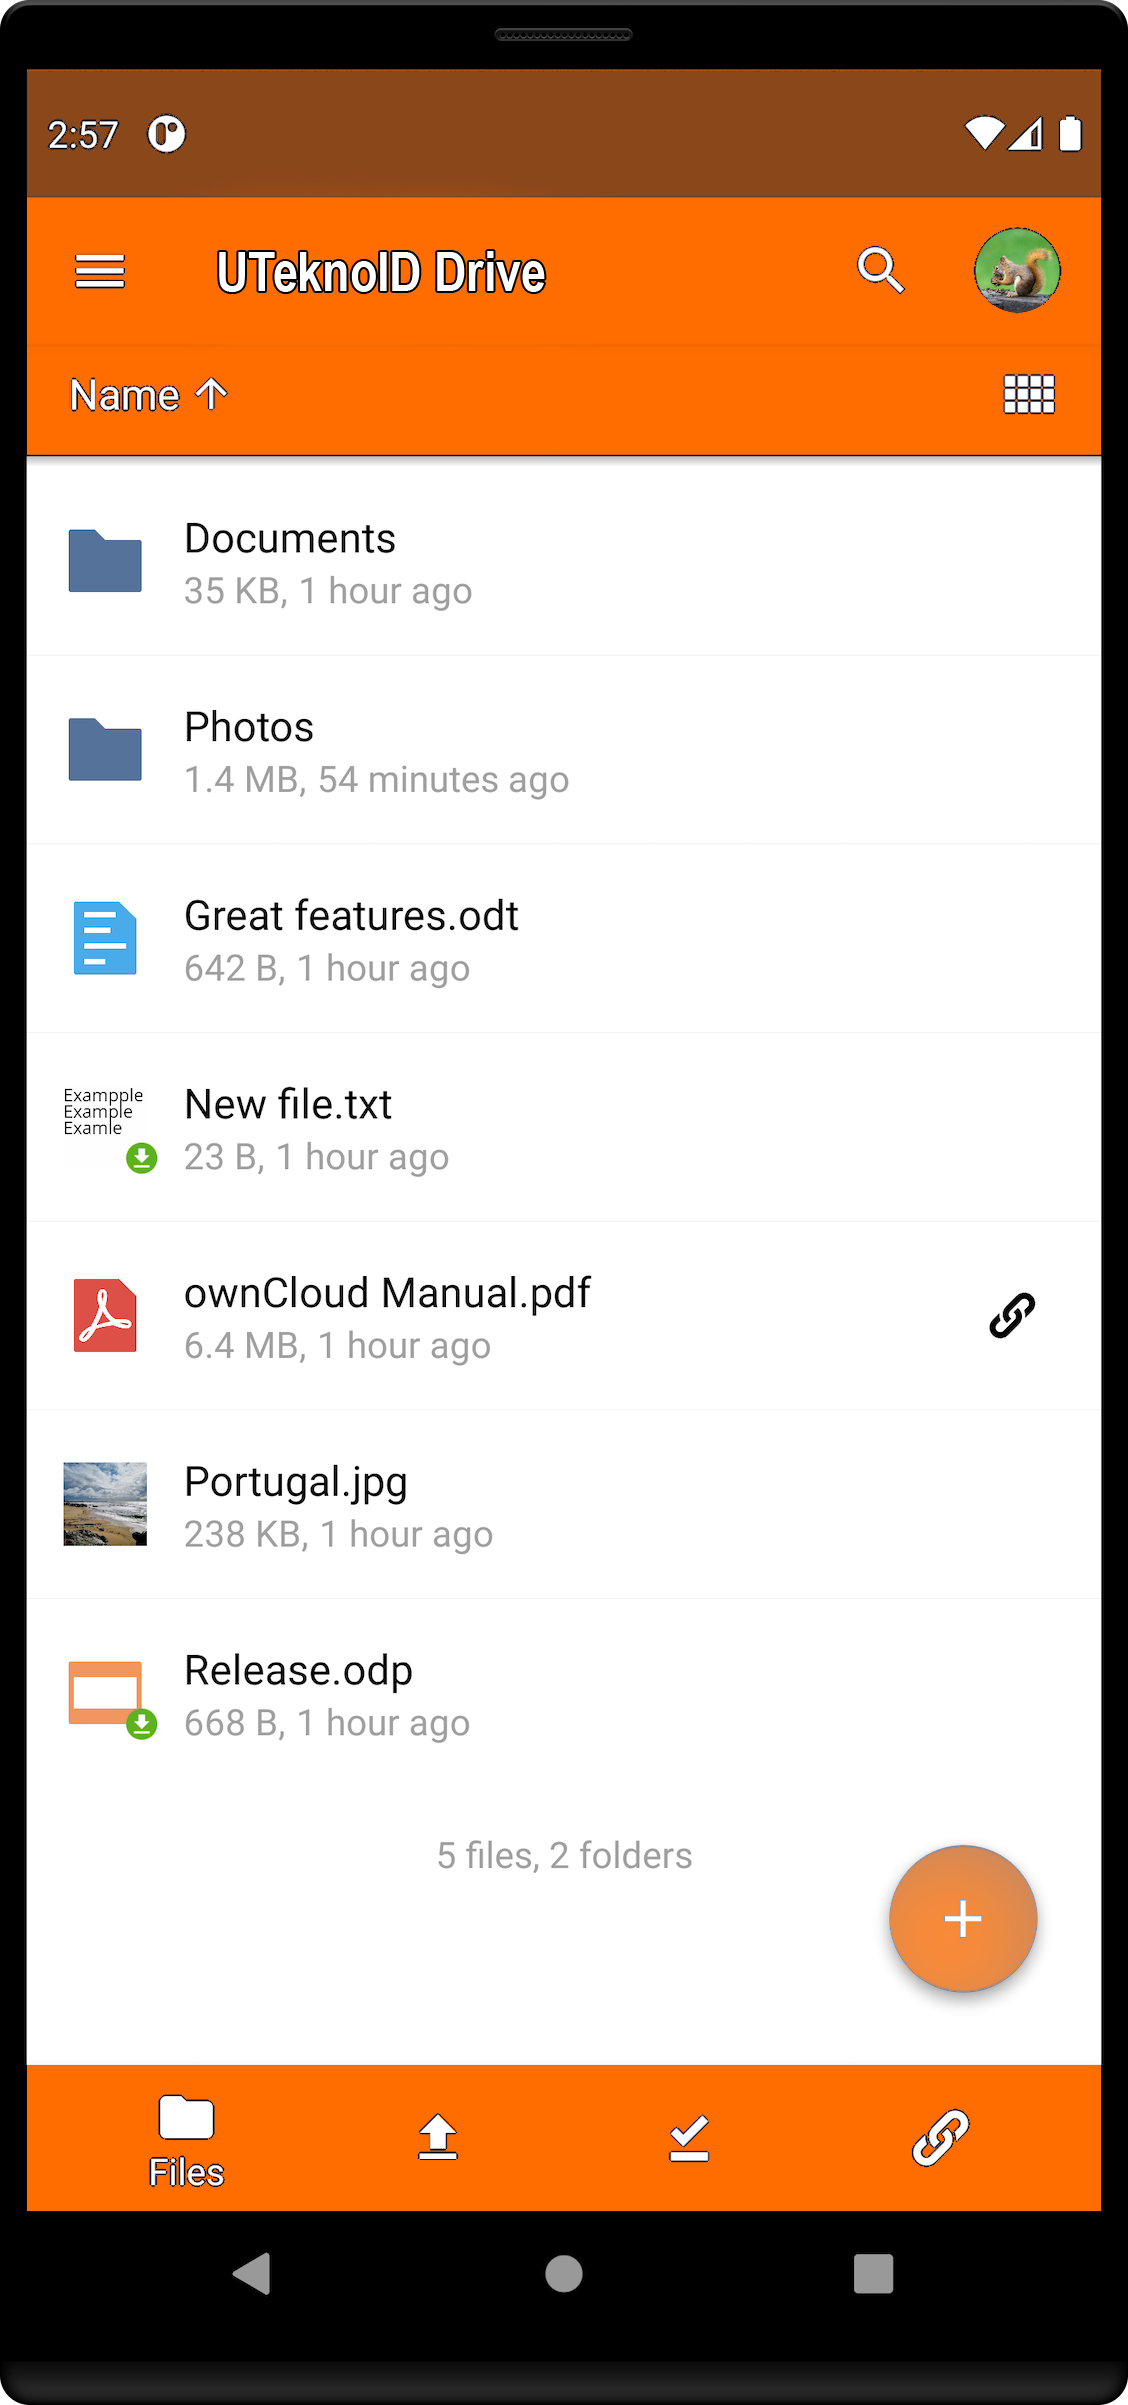 2:57
UTeknoID Drive
Name
Documents
35 KB, 1 hour ago
Photos
1.4 MB, 54 minutes ago
Great features.odt
642 B, 1 hour ago
Exampple
Example
Examle
New file.txt
23 B, 1 hour ago
ownCloud Manual.pdf
6.4 MB, 1 hour ago
Portugal.jpg
238 KB, 1 hour ago
Release.odp
668 B, 1 hour ago
5 files, 2 folders
Files